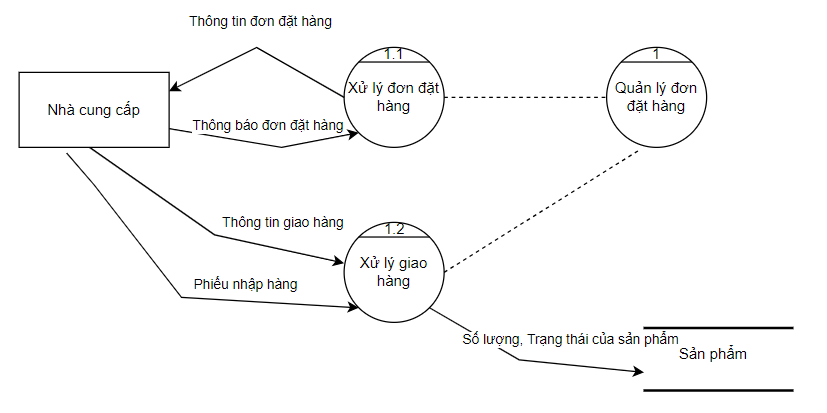 Thông tin đơn đặt hàng
1.1
Xử lý đơn đặt
hàng
1
Quản lý đơn
đặt hàng
Nhà cung cấp
Thông báo đơn đặt hàng
Thông tin giao hàng
1.2
Xử lý giao
hàng
Phiếu nhập hàng
Số lượng, Trạng thái của sản phẩm
Sản phẩm